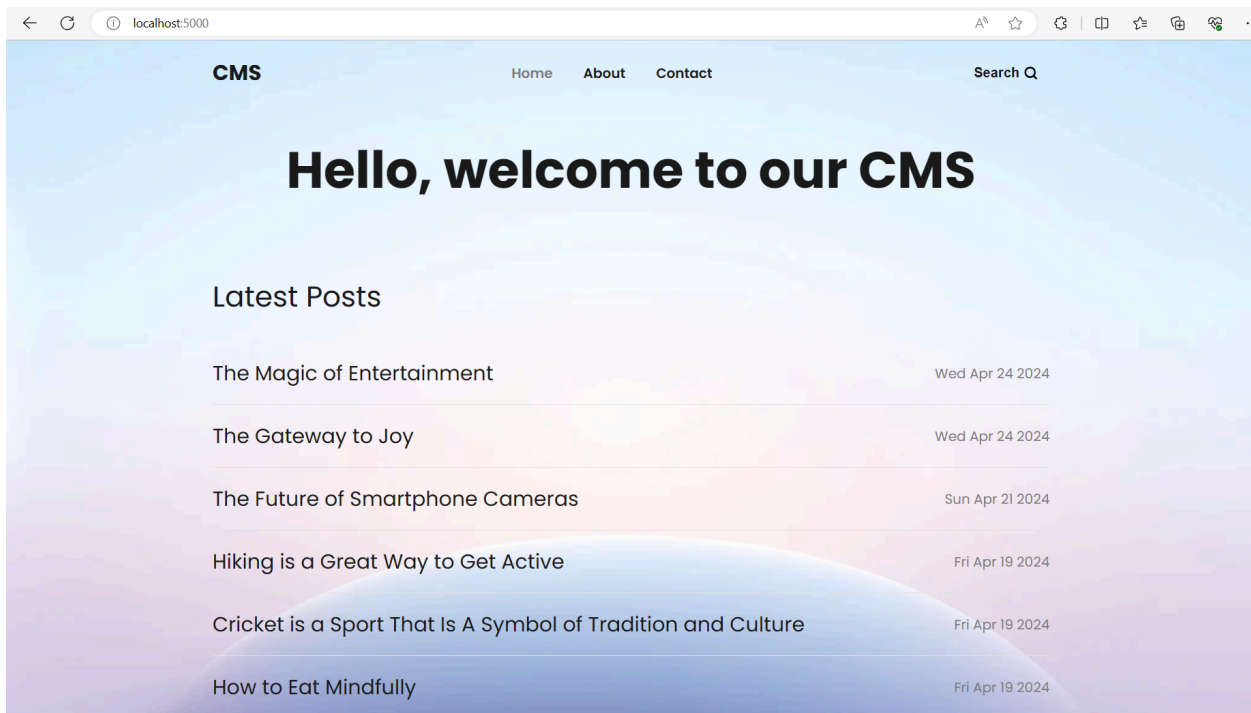 localhost:5000
CMS Home About Contact Search
Hello, welcome to our CMS
Latest Posts
The Magic of Entertainment Wed Apr 24 2024
The Gateway to Joy Wed Apr 24 2024
The Future of Smartphone Cameras Sun Apr 21 2024
Hiking is a Great Way to Get Active Fri Apr 19 2024
Cricket is a Sport That Is A Symbol of Tradition and Culture Fri Apr 19 2024
How to Eat Mindfully Fri Apr 19 2024